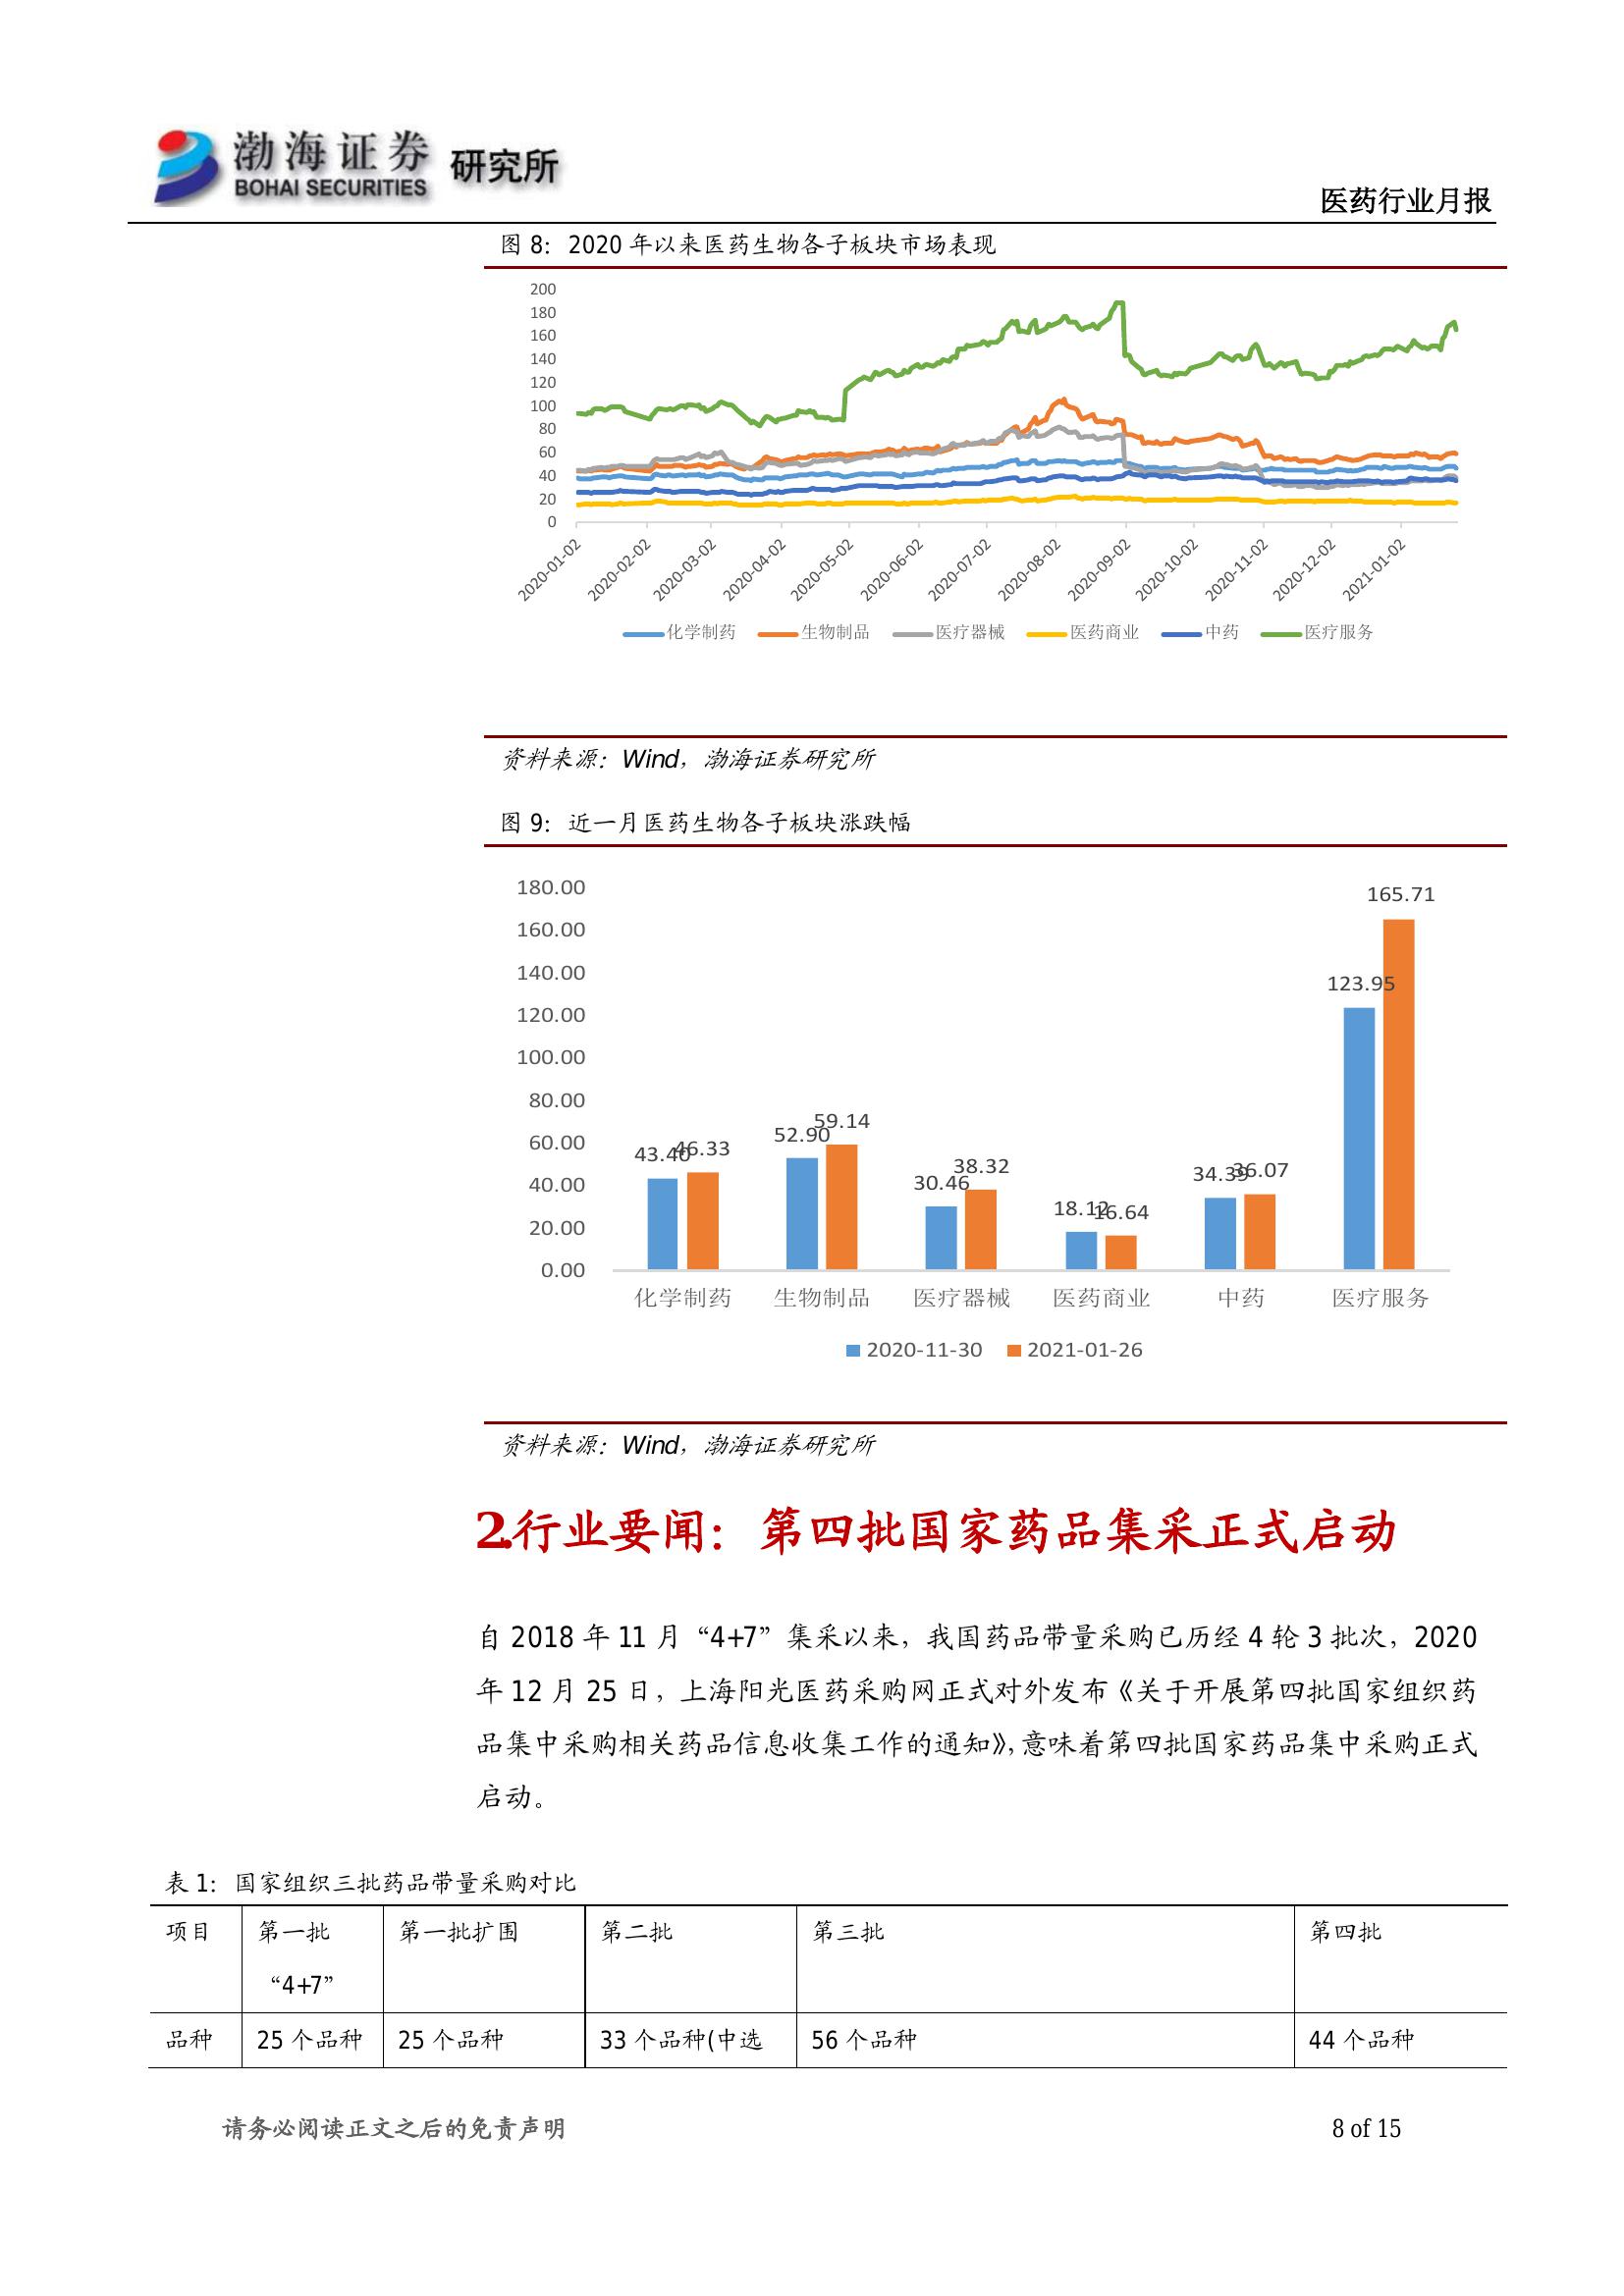 渤海证券 研究所
BOHAI SECURITIES
医药行业月报
图 8：2020 年以来医药生物各子板块市场表现
200
180
160
140
120
100
80
60
40
20
0
2020-01-02
2020-02-02
2020-03-02
2020-04-02
2020-05-02
2020-06-02
2020-07-02
2020-08-02
2020-09-02
2020-10-02
2020-11-02
2020-12-02
2021-01-02
化学制药 生物制品 医疗器械 医药商业 中药 医疗服务
资料来源：Wind，渤海证券研究所
图 9：近一月医药生物各子板块涨跌幅
180.00
160.00
140.00
120.00
100.00
80.00
60.00
40.00
20.00
0.00
43.40 46.33
52.90 59.14
30.46 38.32
18.12 16.64
34.39 36.07
123.95 165.71
化学制药 生物制品 医疗器械 医药商业 中药 医疗服务
2020-11-30 2021-01-26
资料来源：Wind，渤海证券研究所
2.行业要闻：第四批国家药品集采正式启动
自 2018 年 11 月“4+7”集采以来，我国药品带量采购已历经 4 轮 3 批次，2020
年 12 月 25 日，上海阳光医药采购网正式对外发布《关于开展第四批国家组织药
品集中采购相关药品信息收集工作的通知》，意味着第四批国家药品集中采购正式
启动。
表 1：国家组织三批药品带量采购对比
项目 第一批 第一批扩围 第二批 第三批 第四批
“4+7”
品种 25 个品种 25 个品种 33 个品种(中选 56 个品种 44 个品种
请务必阅读正文之后的免责声明 8 of 15